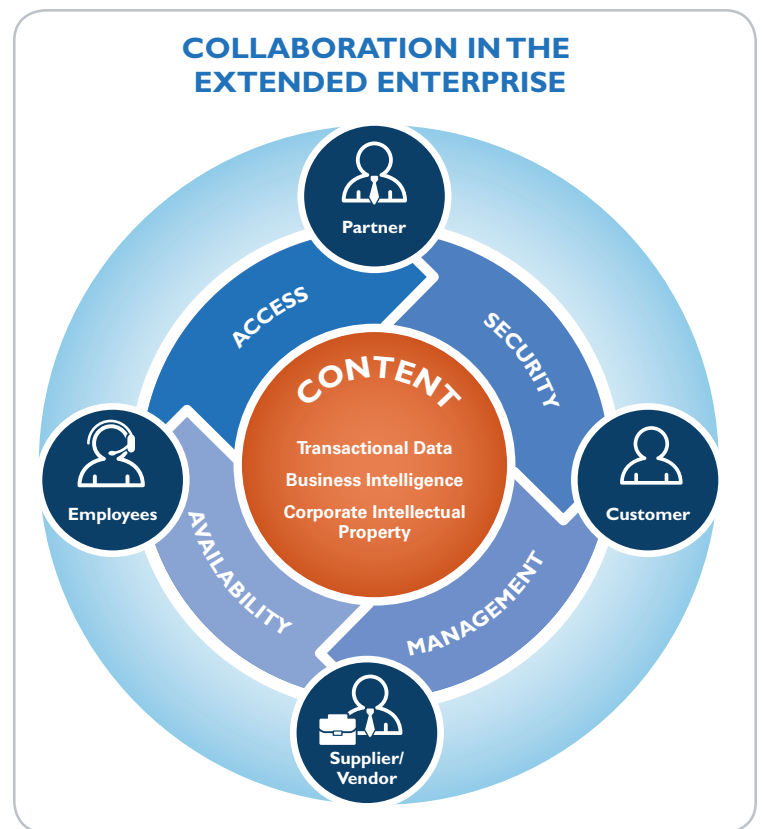 COLLABORATION IN THE
EXTENDED ENTERPRISE
Partner
ACCESS
SECURITY
CONTENT
Transactional Data
Business Intelligence
Corporate Intellectual
Property
Employees
Customer
AVAILABILITY
MANAGEMENT
Supplier/
Vendor